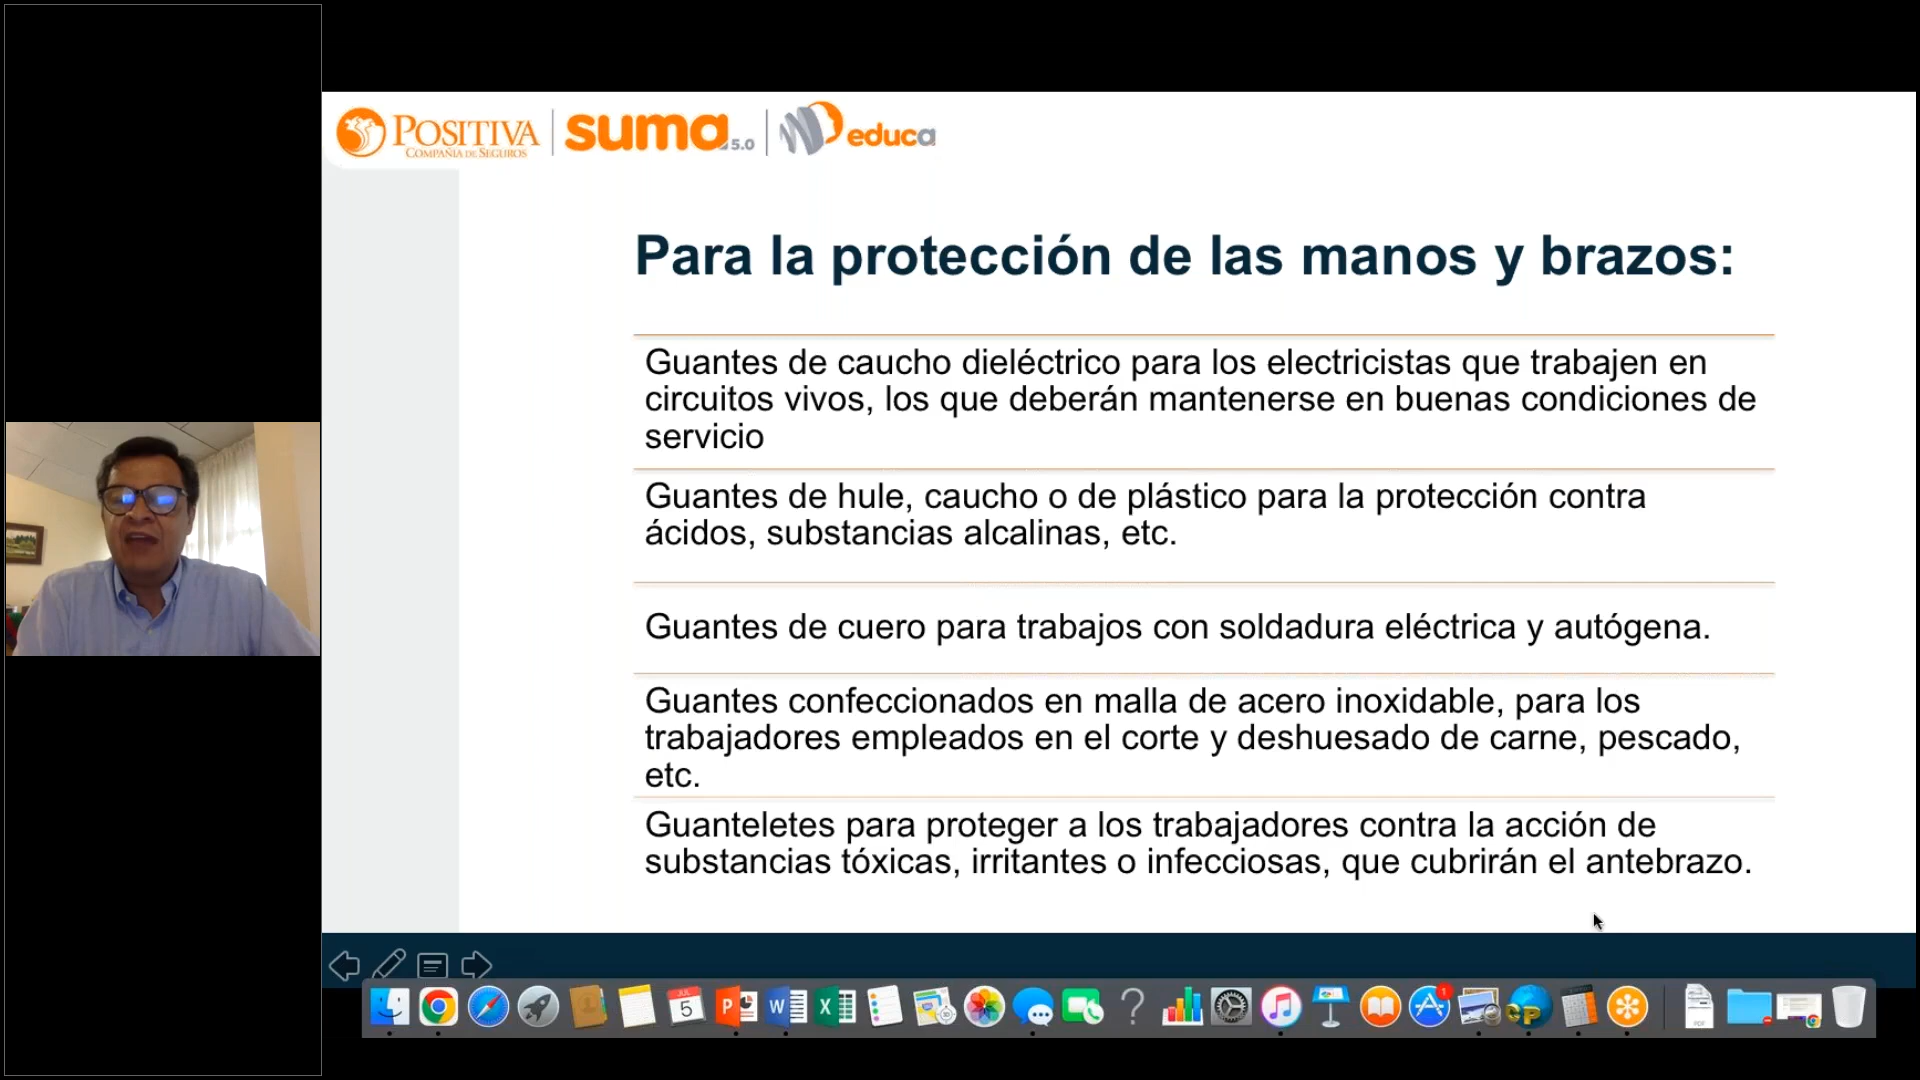 POSITIVA
COMPAÑIA DE SEGUROS
suma 5.0
educa
Para la protección de las manos y brazos:
Guantes de caucho dieléctrico para los electricistas que trabajen en
circuitos vivos, los que deberán mantenerse en buenas condiciones de
servicio
Guantes de hule, caucho o de plástico para la protección contra
ácidos, substancias alcalinas, etc.
Guantes de cuero para trabajos con soldadura eléctrica y autógena.
Guantes confeccionados en malla de acero inoxidable, para los
trabajadores empleados en el corte y deshuesado de carne, pescado,
etc.
Guanteletes para proteger a los trabajadores contra la acción de
substancias tóxicas, irritantes o infecciosas, que cubrirán el antebrazo.
JUL
5
P
W
X
?
1
CP
PDF